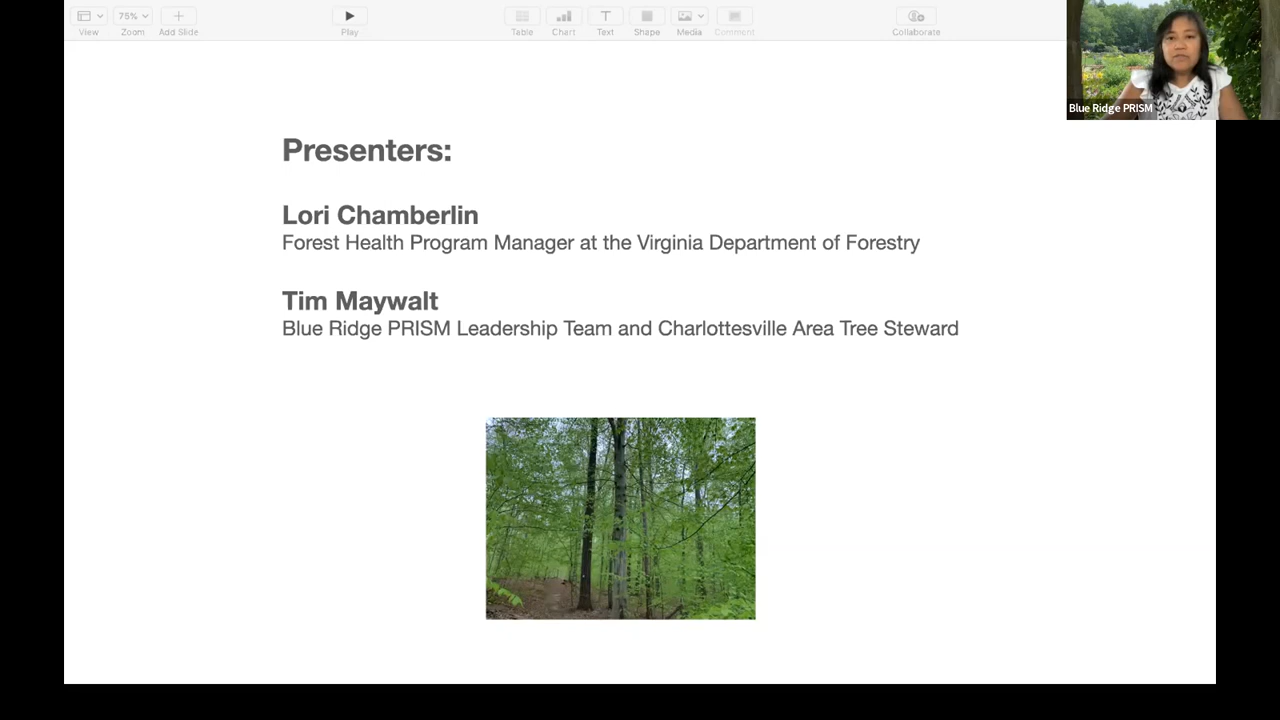 75%
View
Zoom
Add Slide
Play
Table
Chart
Text
Shape
Media
Comment
Collaborate
Blue Ridge PRISM
Presenters:
Lori Chamberlin
Forest Health Program Manager at the Virginia Department of Forestry
Tim Maywalt
Blue Ridge PRISM Leadership Team and Charlottesville Area Tree Steward